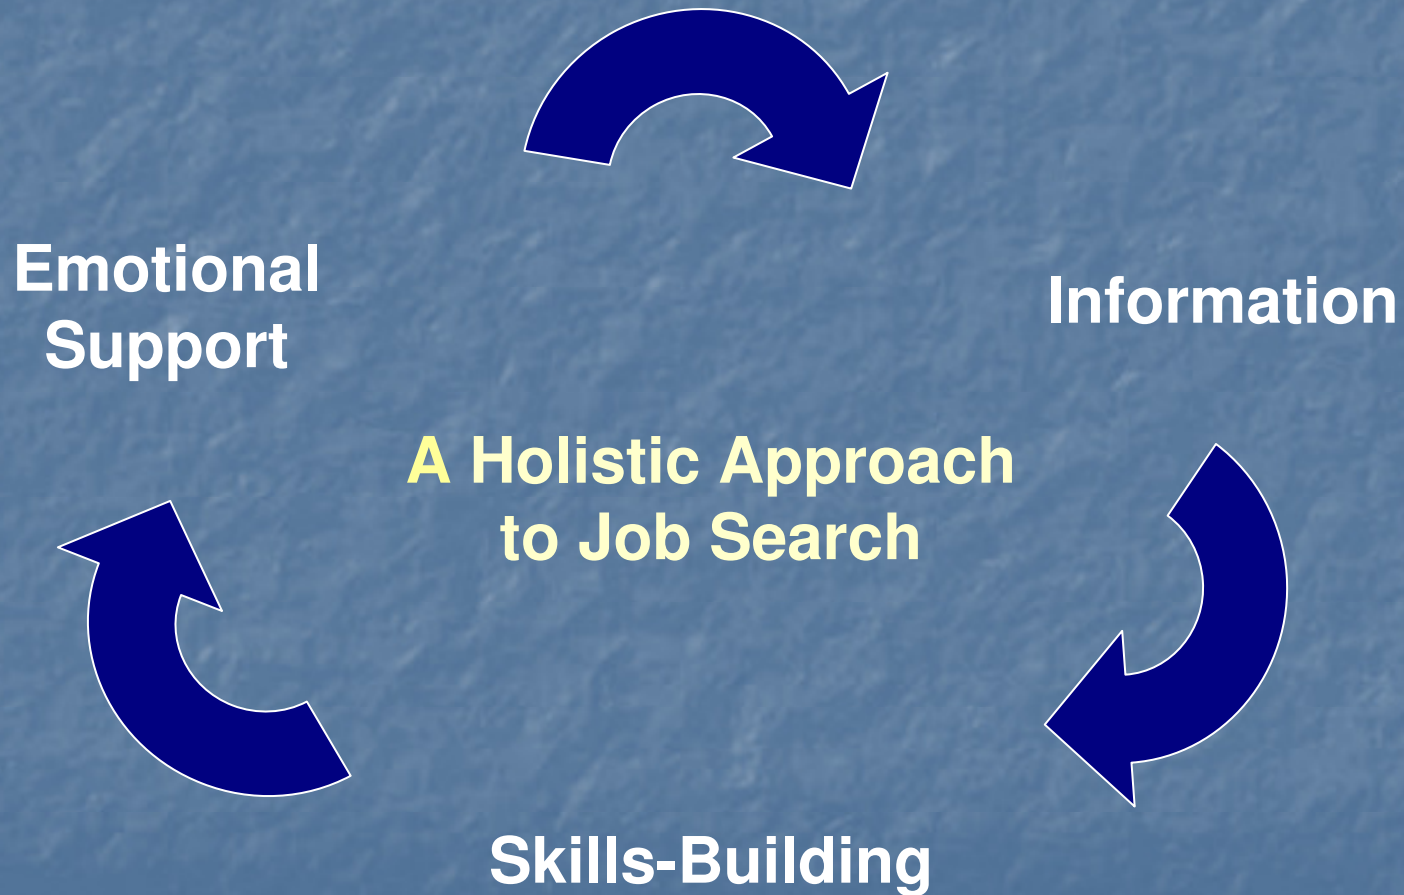 Emotional
Support
Information
A Holistic Approach
to Job Search
Skills-Building